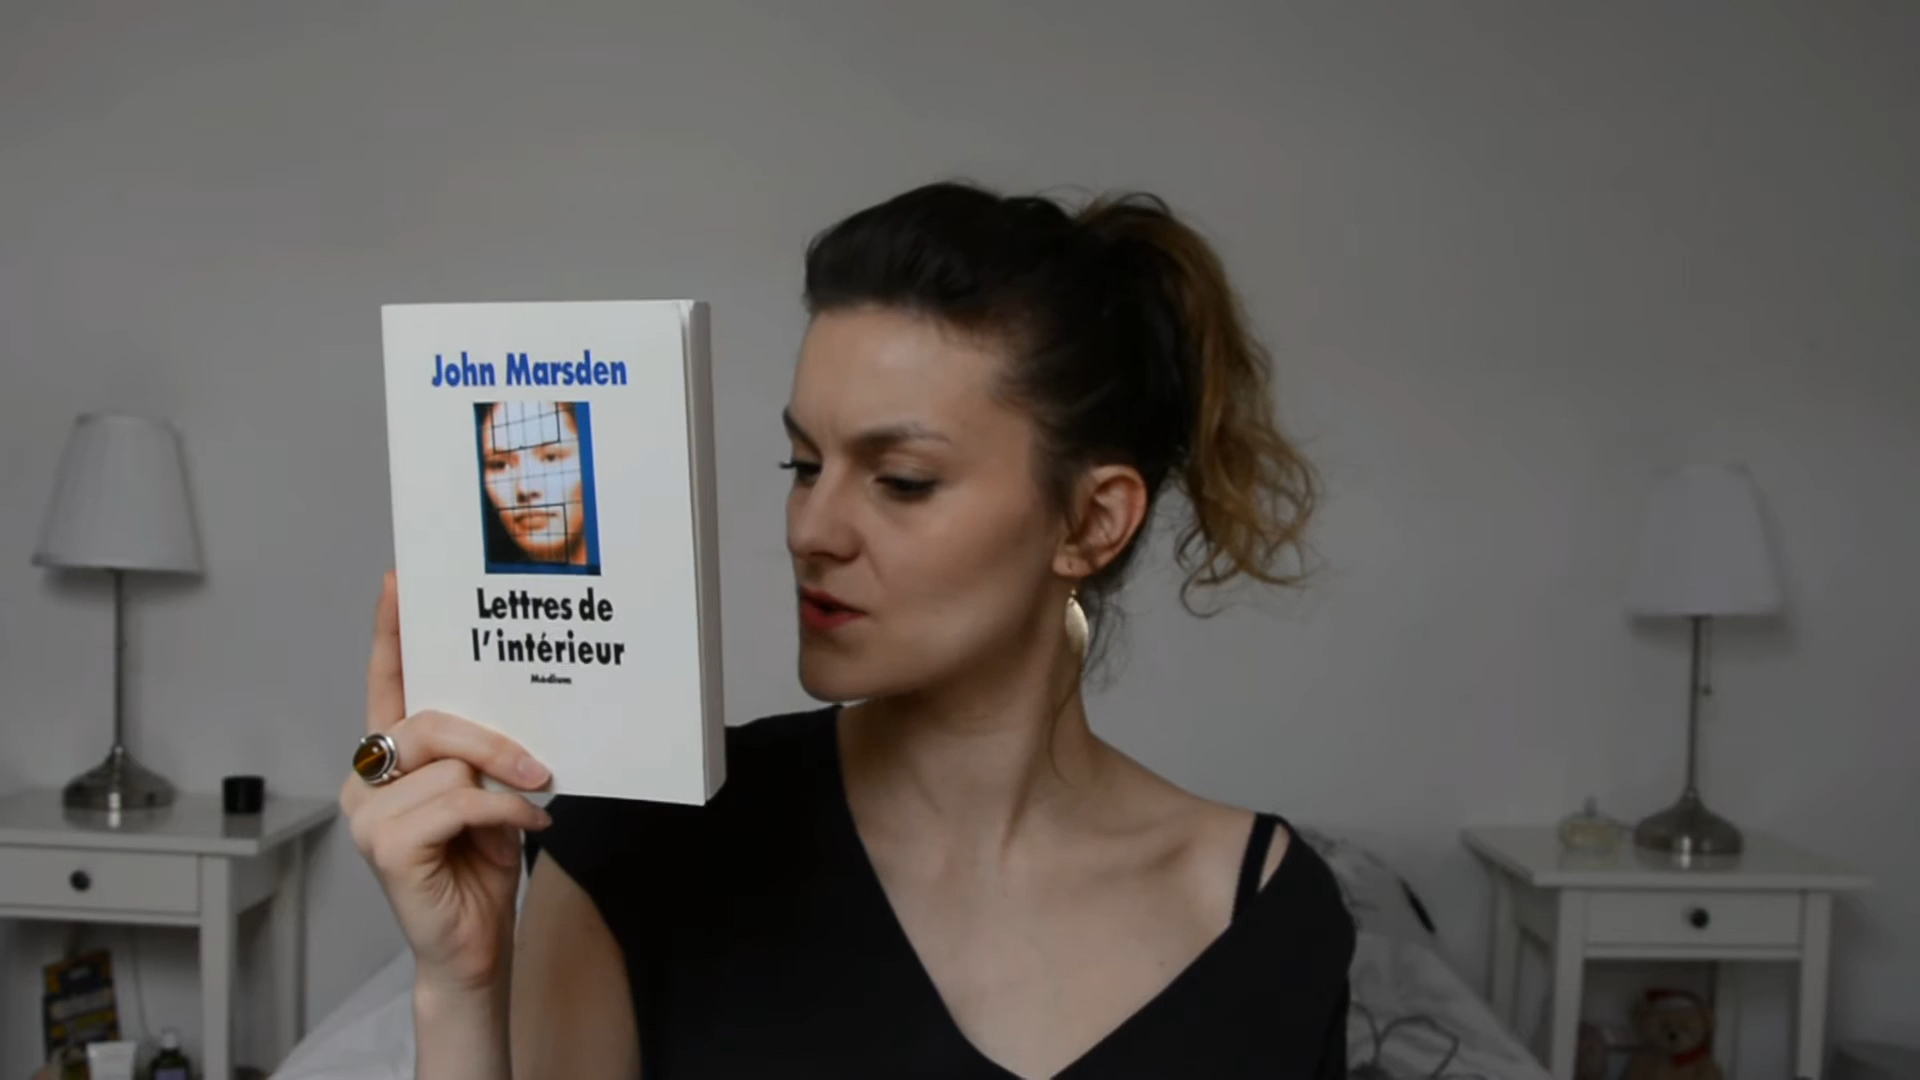 John Marsden
Lettres de
l'intérieur
Médium